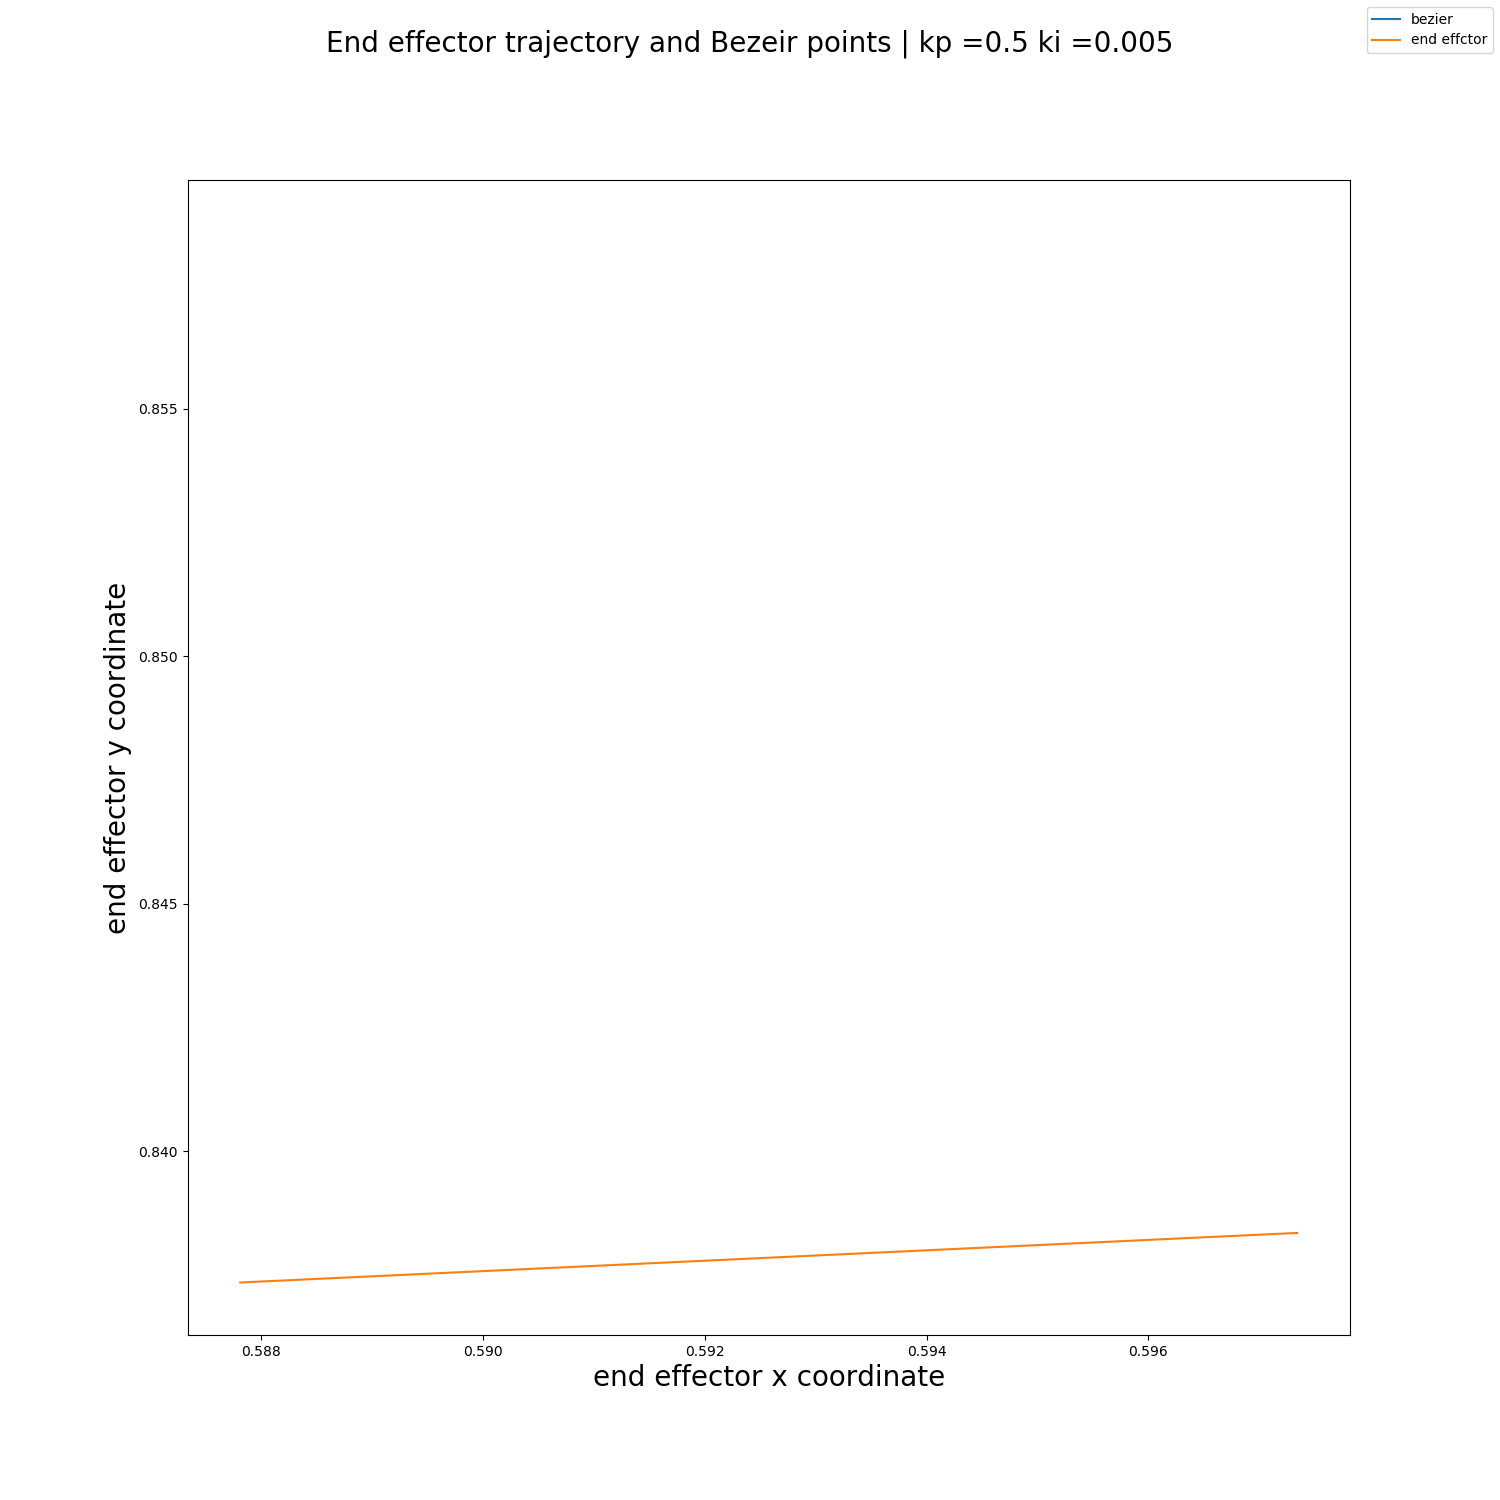 bezier
end effctor
End effector trajectory and Bezeir points | kp =0.5 ki =0.005
0.855
0.850
0.845
0.840
end effector y coordinate
0.588 0.590 0.592 0.594 0.596
end effector x coordinate